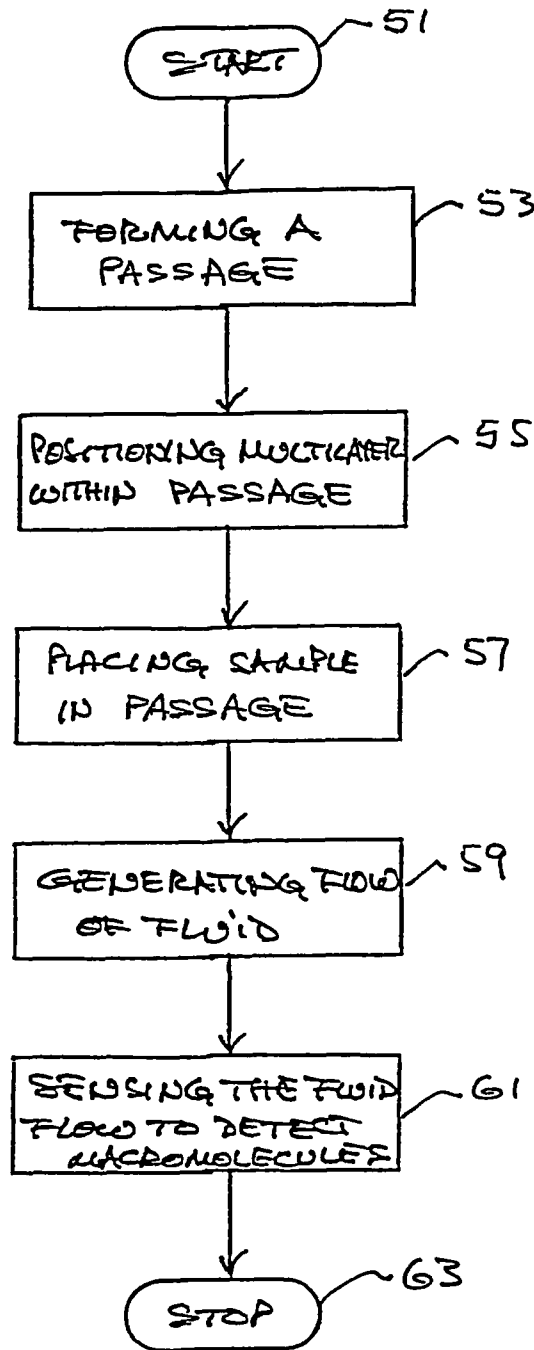 51
START
53
FORMING A
PASSAGE
55
POSITIONING MULTILAYER
WITHIN PASSAGE
57
PLACING SAMPLE
IN PASSAGE
59
GENERATING FLOW
OF FLUID
61
SENSING THE FLUID
FLOW TO DETECT
MACROMOLECULES
63
STOP